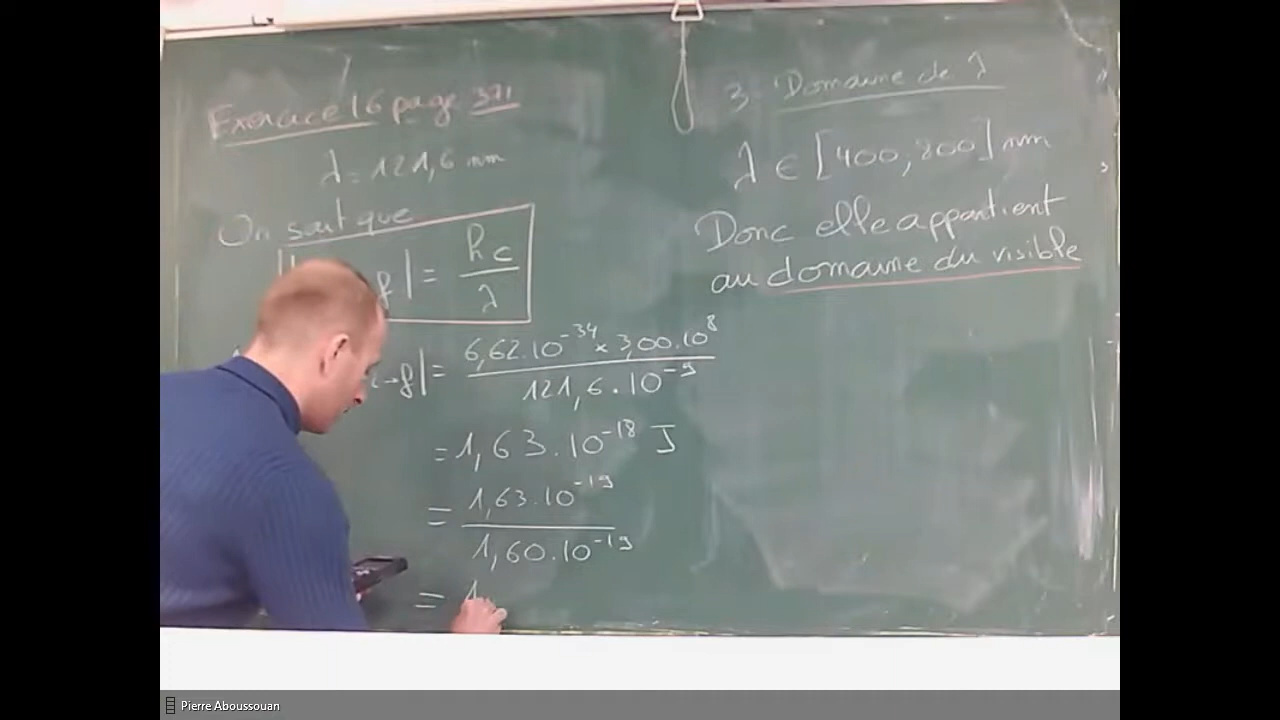 Exercice 16 page 371
λ = 121,6 nm
On sait que
f| = hc / λ
i→f| = 6,62.10⁻³⁴ × 3,00.10⁸ / 121,6.10⁻⁹
= 1,63.10⁻¹⁸ J
= 1,63.10⁻¹⁹ / 1,60.10⁻¹⁹
= 1
3- Domaine de λ
λ ∈ [400, 800] nm
Donc elle appartient
au domaine du visible
Pierre Aboussouan